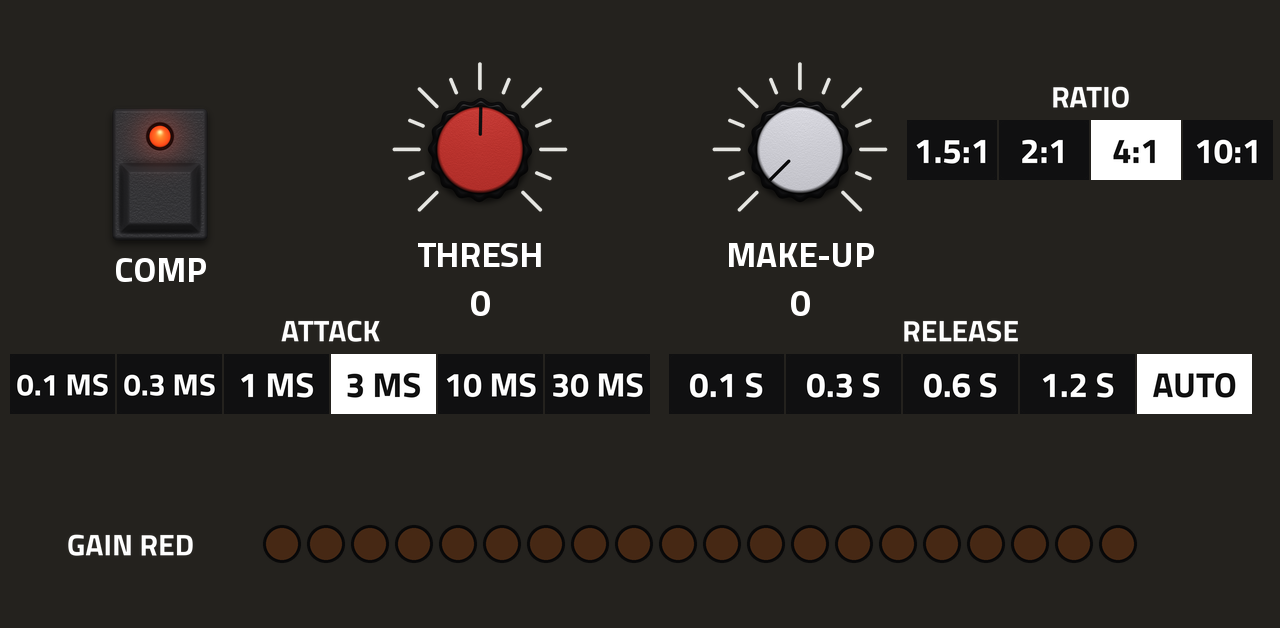 RATIO
1.5:1 2:1 4:1 10:1
COMP
THRESH
0
MAKE-UP
0
ATTACK
0.1 MS 0.3 MS 1 MS 3 MS 10 MS 30 MS
RELEASE
0.1 S 0.3 S 0.6 S 1.2 S AUTO
GAIN RED